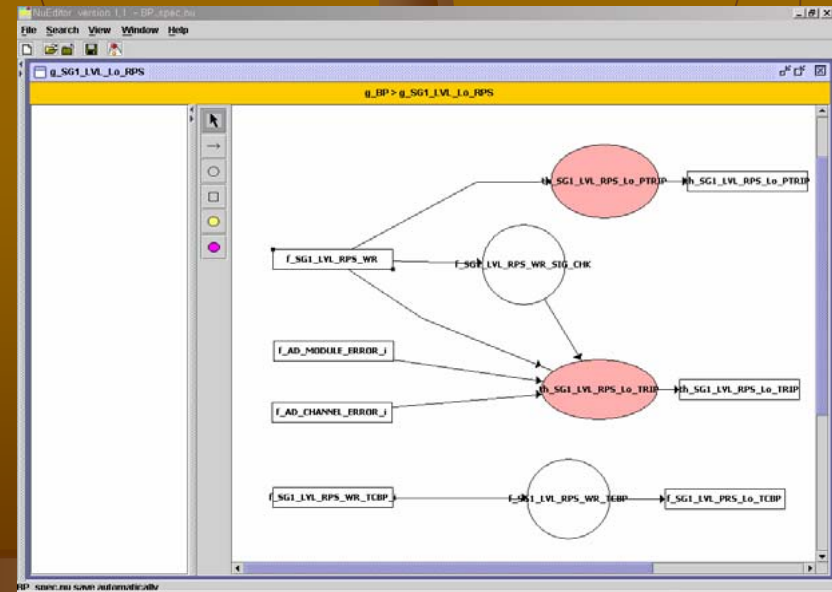 NuEditor version 1,1 - BP_spec.nu
File Search View Window Help
g_SG1_LVL_Lo_RPS
g_BP > g_SG1_LVL_Lo_RPS
th_SG1_LVL_RPS_Lo_PTRIP
th_SG1_LVL_RPS_Lo_PTRIP
f_SG1_LVL_RPS_WR
f_SG1_LVL_RPS_WR_SIG_CHK
f_AD_MODULE_ERROR_i
th_SG1_LVL_RPS_Lo_TRIP
th_SG1_LVL_RPS_Lo_TRIP
f_AD_CHANNEL_ERROR_i
f_SG1_LVL_RPS_WR_TCBP_i
f_SG1_LVL_RPS_WR_TCBP
f_SG1_LVL_PRS_Lo_TCBP
BP_spec.nu save automatically